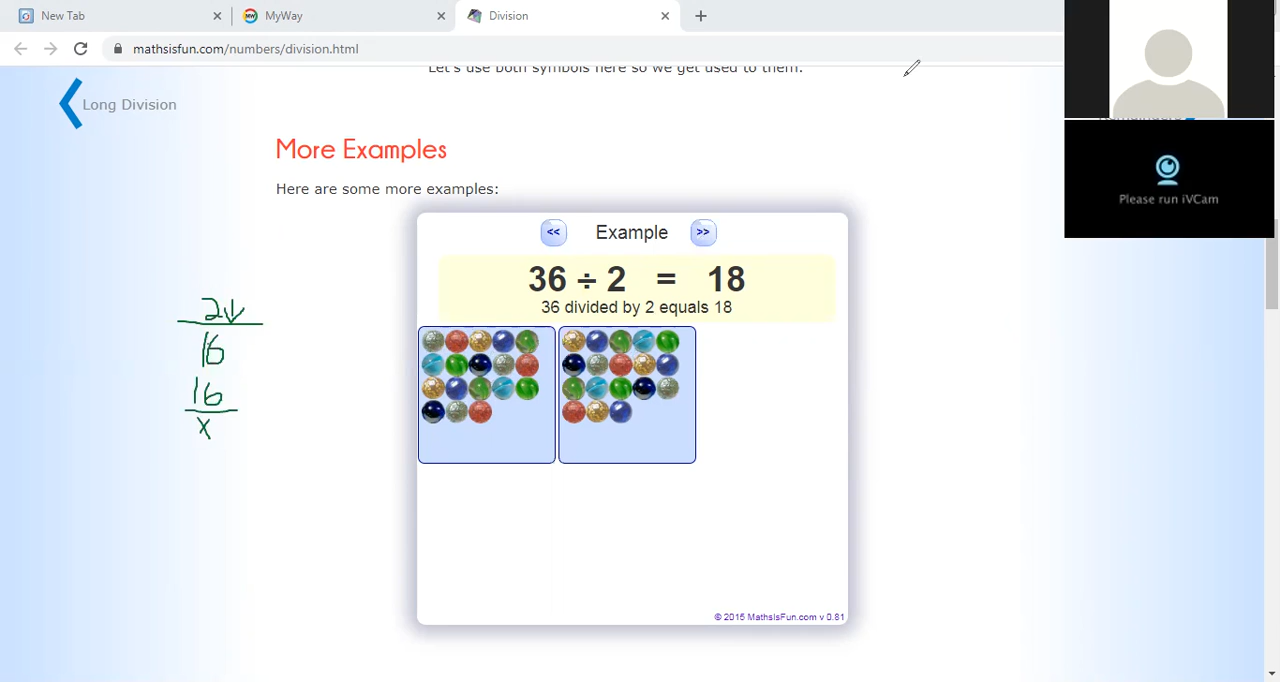 New Tab
MyWay
Division
mathsisfun.com/numbers/division.html
Let's use both symbols here so we get used to them.
Long Division
More Examples
Here are some more examples:
<< Example >>
36 ÷ 2 = 18
36 divided by 2 equals 18
2↓
16
16
x
© 2015 MathsIsFun.com v 0.81
Please run iVCam